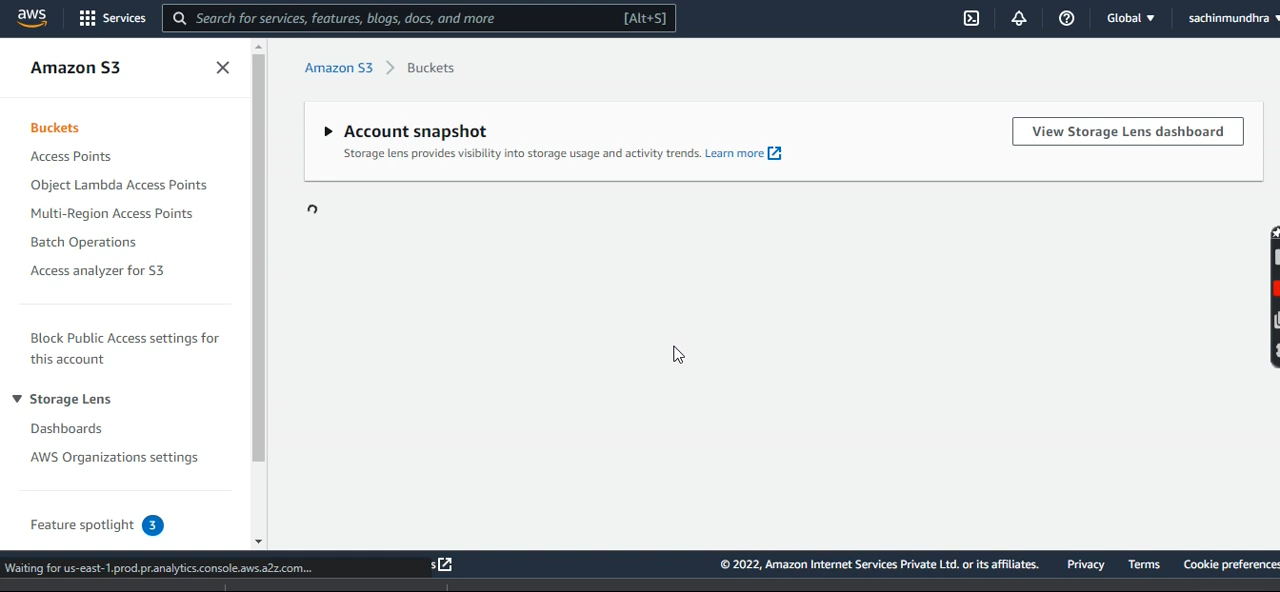 aws
Services
Search for services, features, blogs, docs, and more
[Alt+S]
Global
sachinmundhra
Amazon S3
Buckets
Access Points
Object Lambda Access Points
Multi-Region Access Points
Batch Operations
Access analyzer for S3
Block Public Access settings for
this account
Storage Lens
Dashboards
AWS Organizations settings
Feature spotlight 3
Amazon S3 Buckets
Account snapshot
Storage lens provides visibility into storage usage and activity trends. Learn more
View Storage Lens dashboard
Waiting for us-east-1.prod.pr.analytics.console.aws.a2z.com...
s
© 2022, Amazon Internet Services Private Ltd. or its affiliates.
Privacy
Terms
Cookie preferences